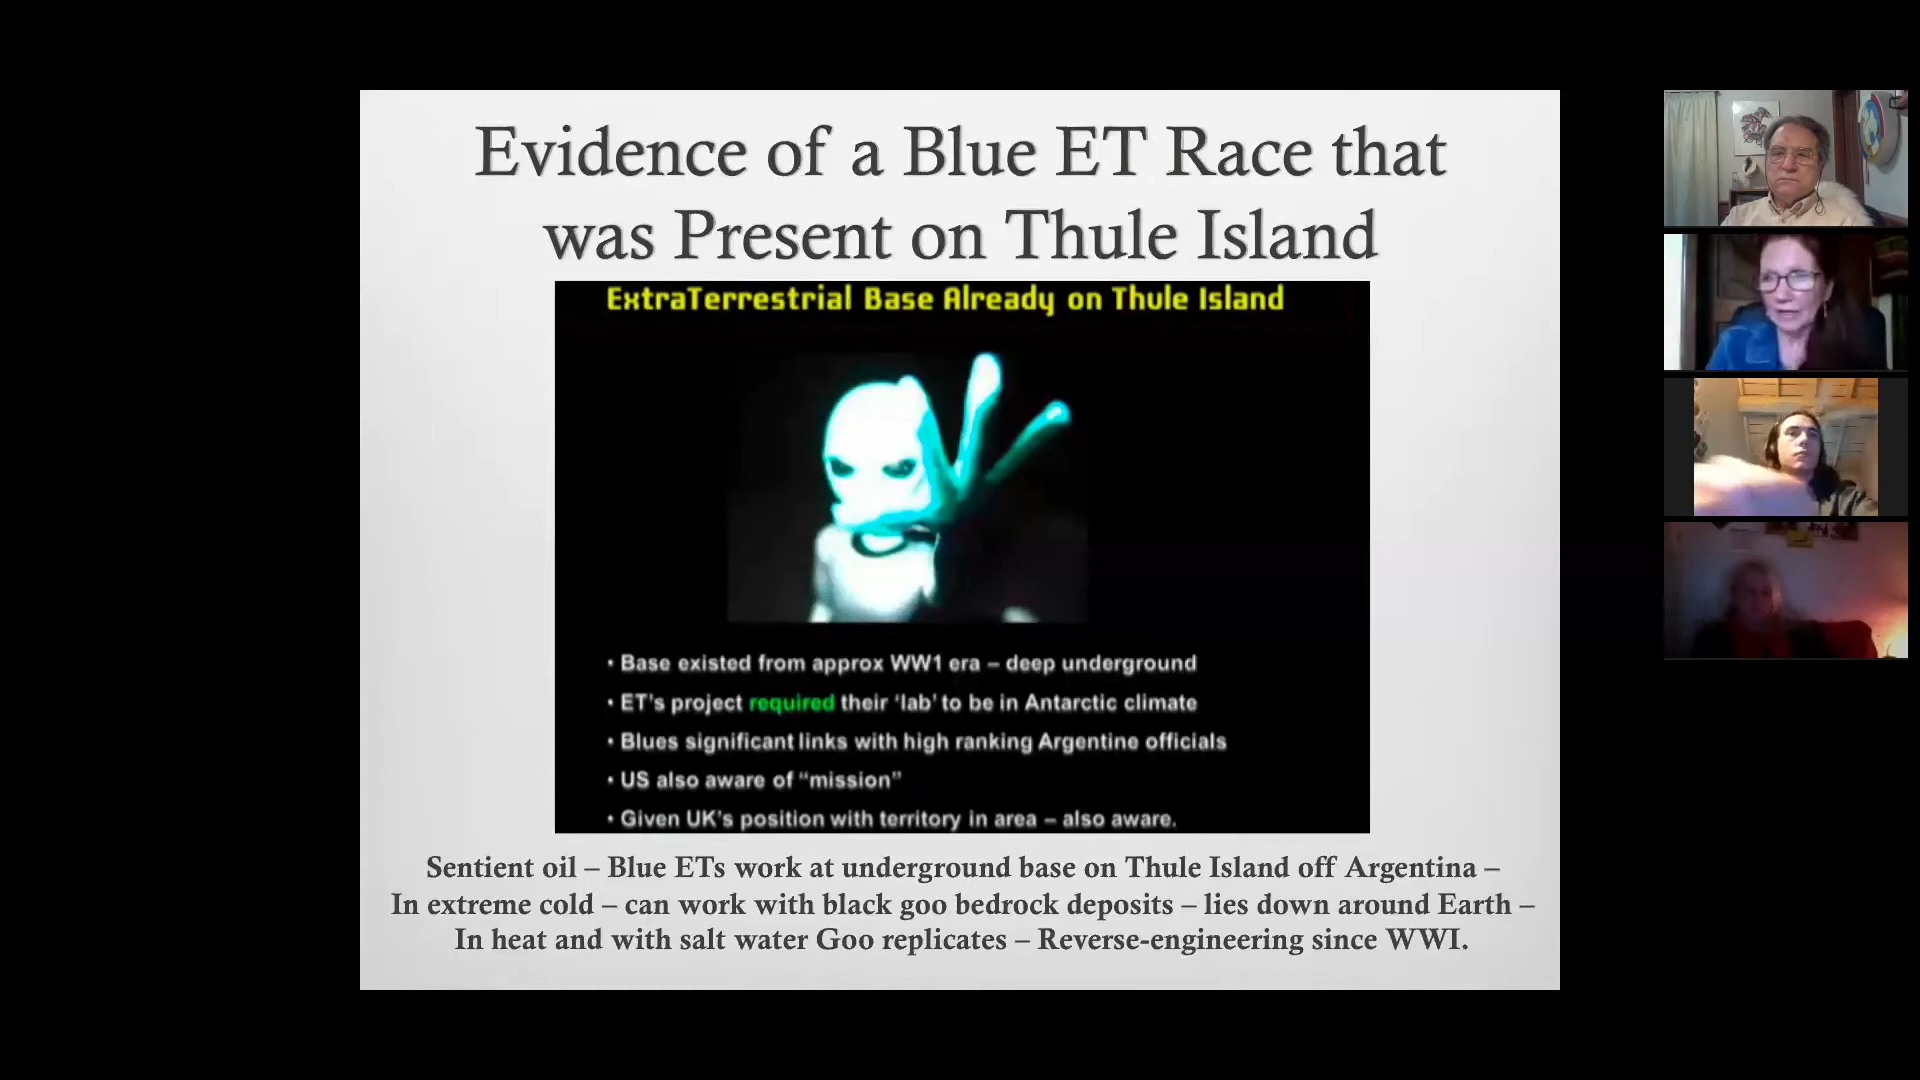 Evidence of a Blue ET Race that
was Present on Thule Island
ExtraTerrestrial Base Already on Thule Island
• Base existed from approx WW1 era – deep underground
• ET's project required their 'lab' to be in Antarctic climate
• Blues significant links with high ranking Argentine officials
• US also aware of “mission”
• Given UK's position with territory in area – also aware.
Sentient oil – Blue ETs work at underground base on Thule Island off Argentina –
In extreme cold – can work with black goo bedrock deposits – lies down around Earth –
In heat and with salt water Goo replicates – Reverse-engineering since WWI.